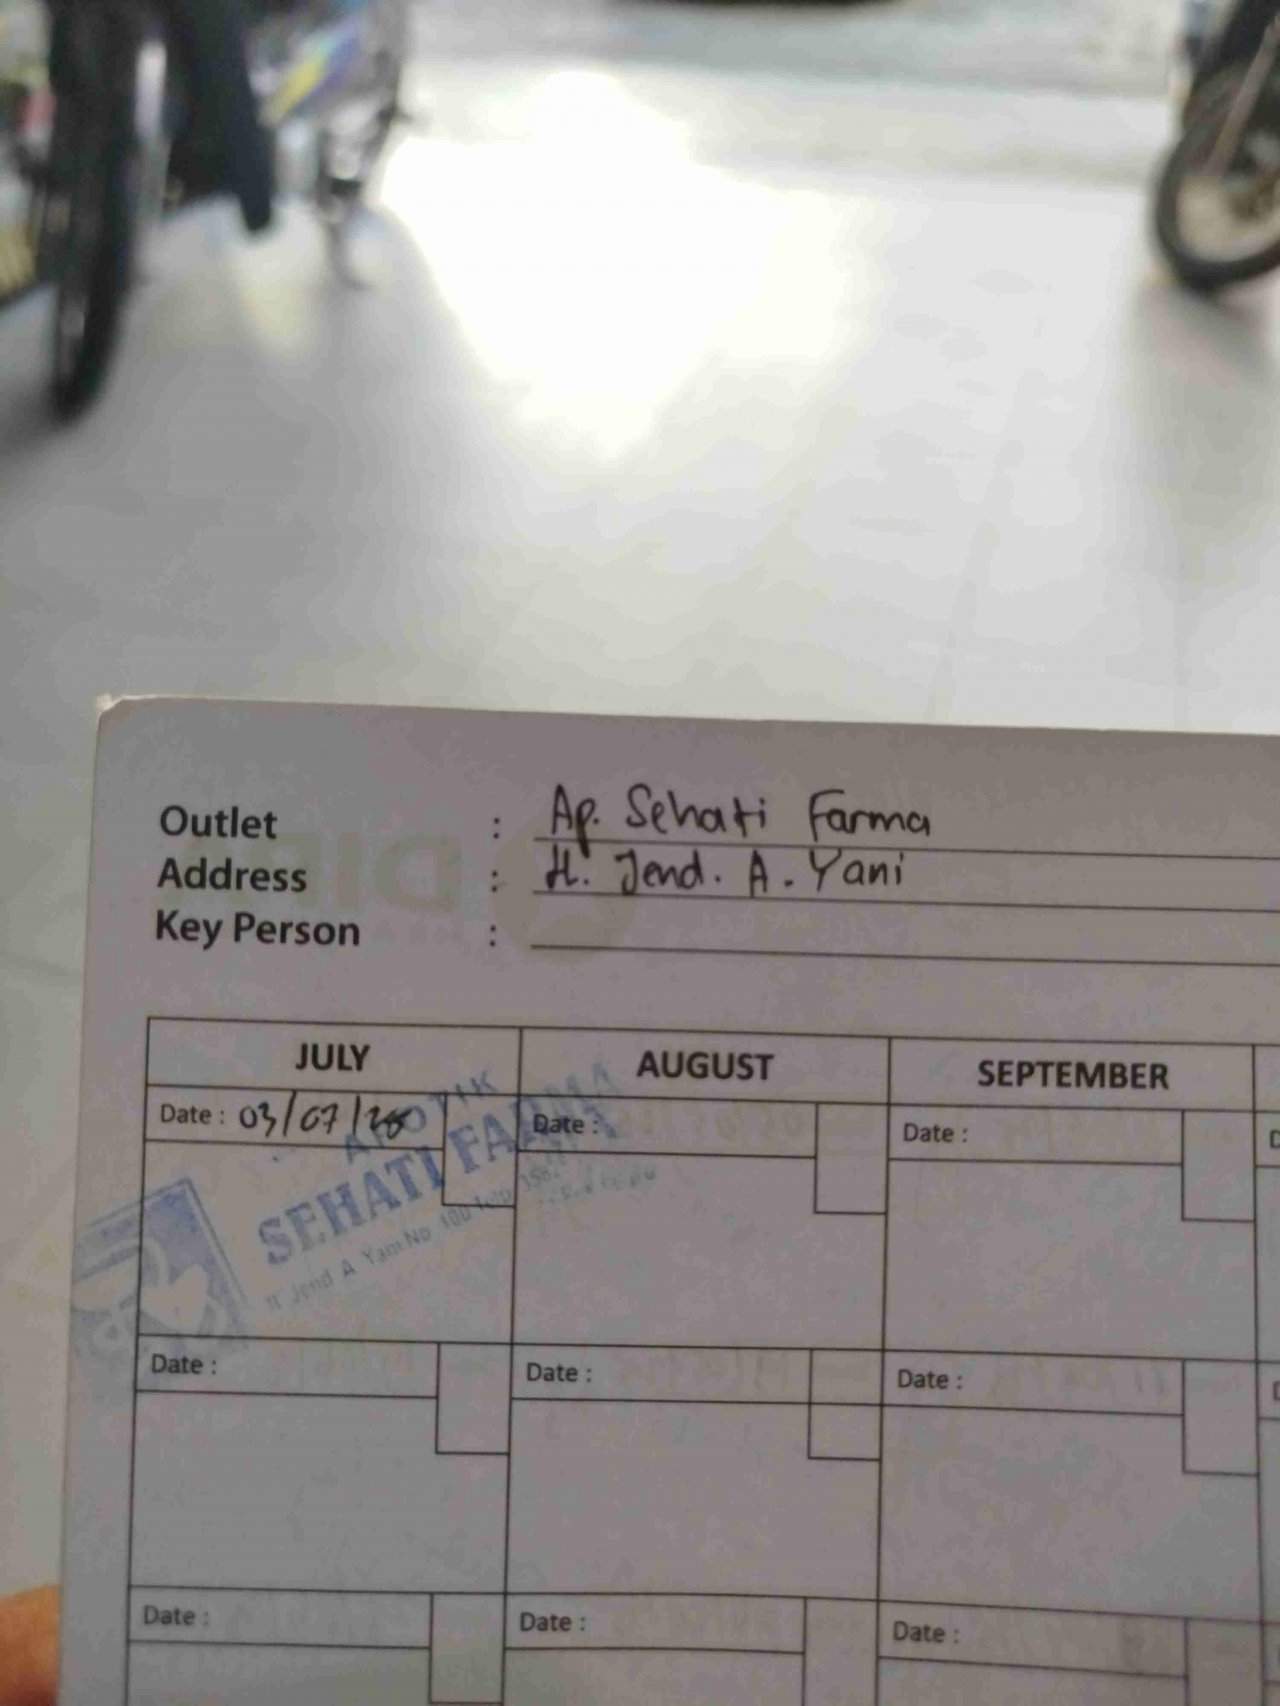 Outlet : Ap. Sehati Farma
Address : Jl. Jend. A. Yani
Key Person :
JULY AUGUST SEPTEMBER
Date : 03/07/ Date : Date :
APOTIK
SEHATI FARMA
Jl. Jend A Yani No 100
Date : Date : Date :
Date : Date : Date :